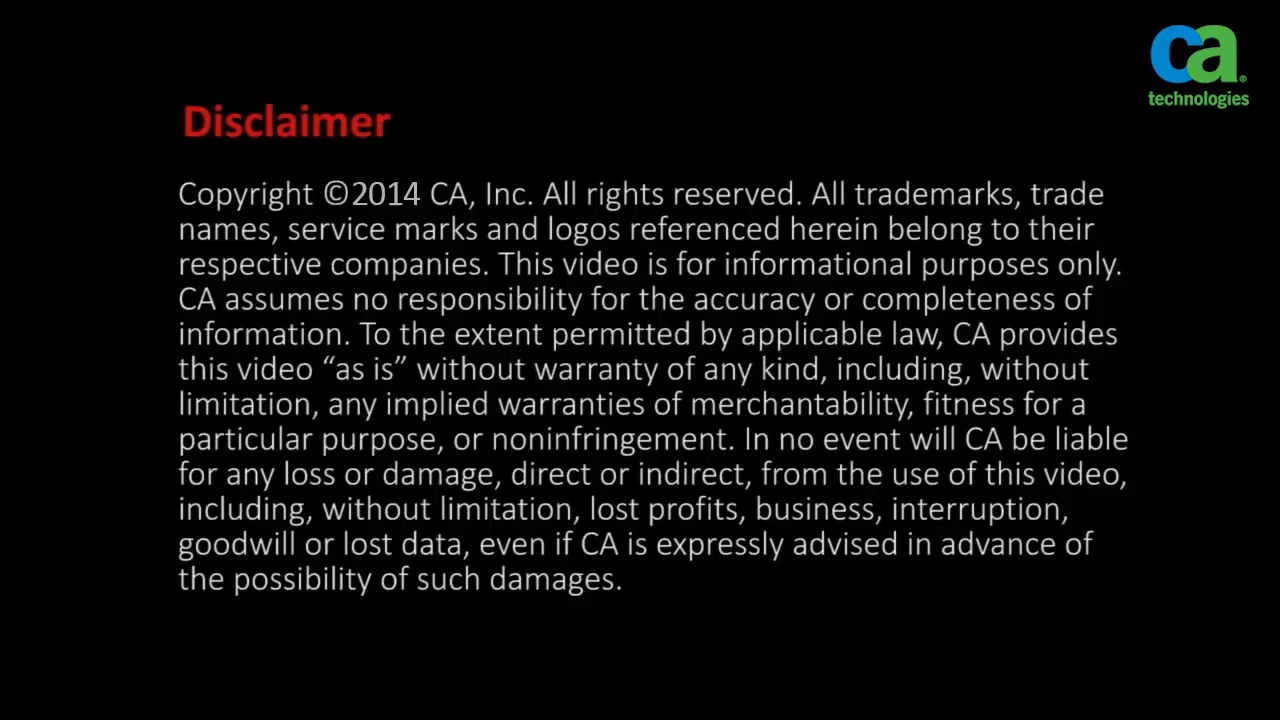 ca®
technologies
Disclaimer
Copyright ©2014 CA, Inc. All rights reserved. All trademarks, trade
names, service marks and logos referenced herein belong to their
respective companies. This video is for informational purposes only.
CA assumes no responsibility for the accuracy or completeness of
information. To the extent permitted by applicable law, CA provides
this video “as is” without warranty of any kind, including, without
limitation, any implied warranties of merchantability, fitness for a
particular purpose, or noninfringement. In no event will CA be liable
for any loss or damage, direct or indirect, from the use of this video,
including, without limitation, lost profits, business, interruption,
goodwill or lost data, even if CA is expressly advised in advance of
the possibility of such damages.